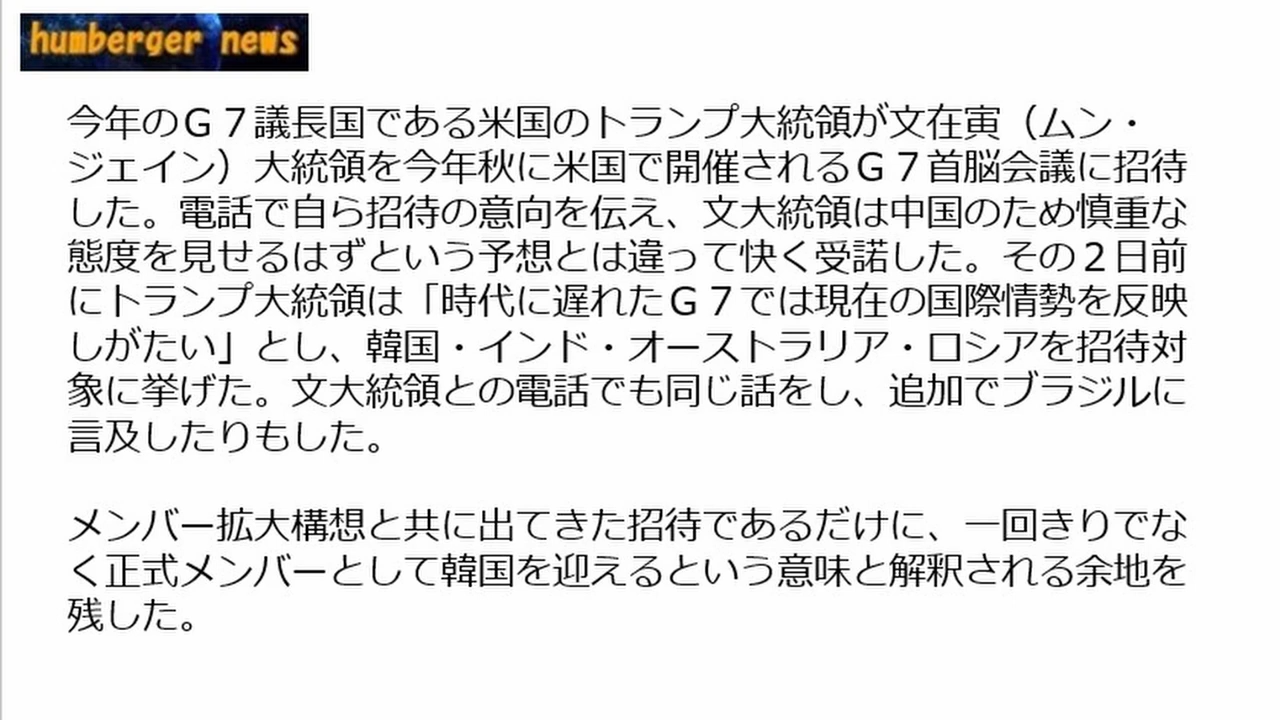 humberger news
今年のＧ７議長国である米国のトランプ大統領が文在寅（ムン・
ジェイン）大統領を今年秋に米国で開催されるＧ７首脳会議に招待
した。電話で自ら招待の意向を伝え、文大統領は中国のため慎重な
態度を見せるはずという予想とは違って快く受諾した。その２日前
にトランプ大統領は「時代に遅れたＧ７では現在の国際情勢を反映
しがたい」とし、韓国・インド・オーストラリア・ロシアを招待対
象に挙げた。文大統領との電話でも同じ話をし、追加でブラジルに
言及したりもした。
メンバー拡大構想と共に出てきた招待であるだけに、一回きりでな
く正式メンバーとして韓国を迎えるという意味と解釈される余地を
残した。